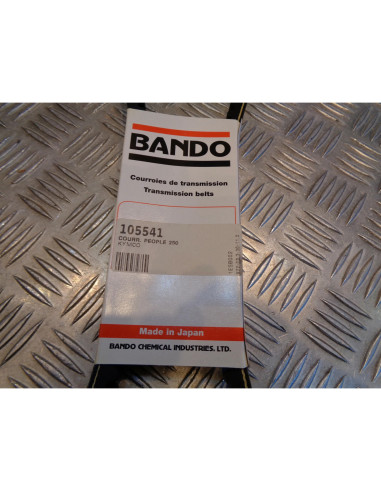 BANDO
Courroies de transmission
Transmission belts
105541
COURR. PEOPLE 250
KYMCO
Made in Japan
BANDO CHEMICAL INDUSTRIES. LTD.